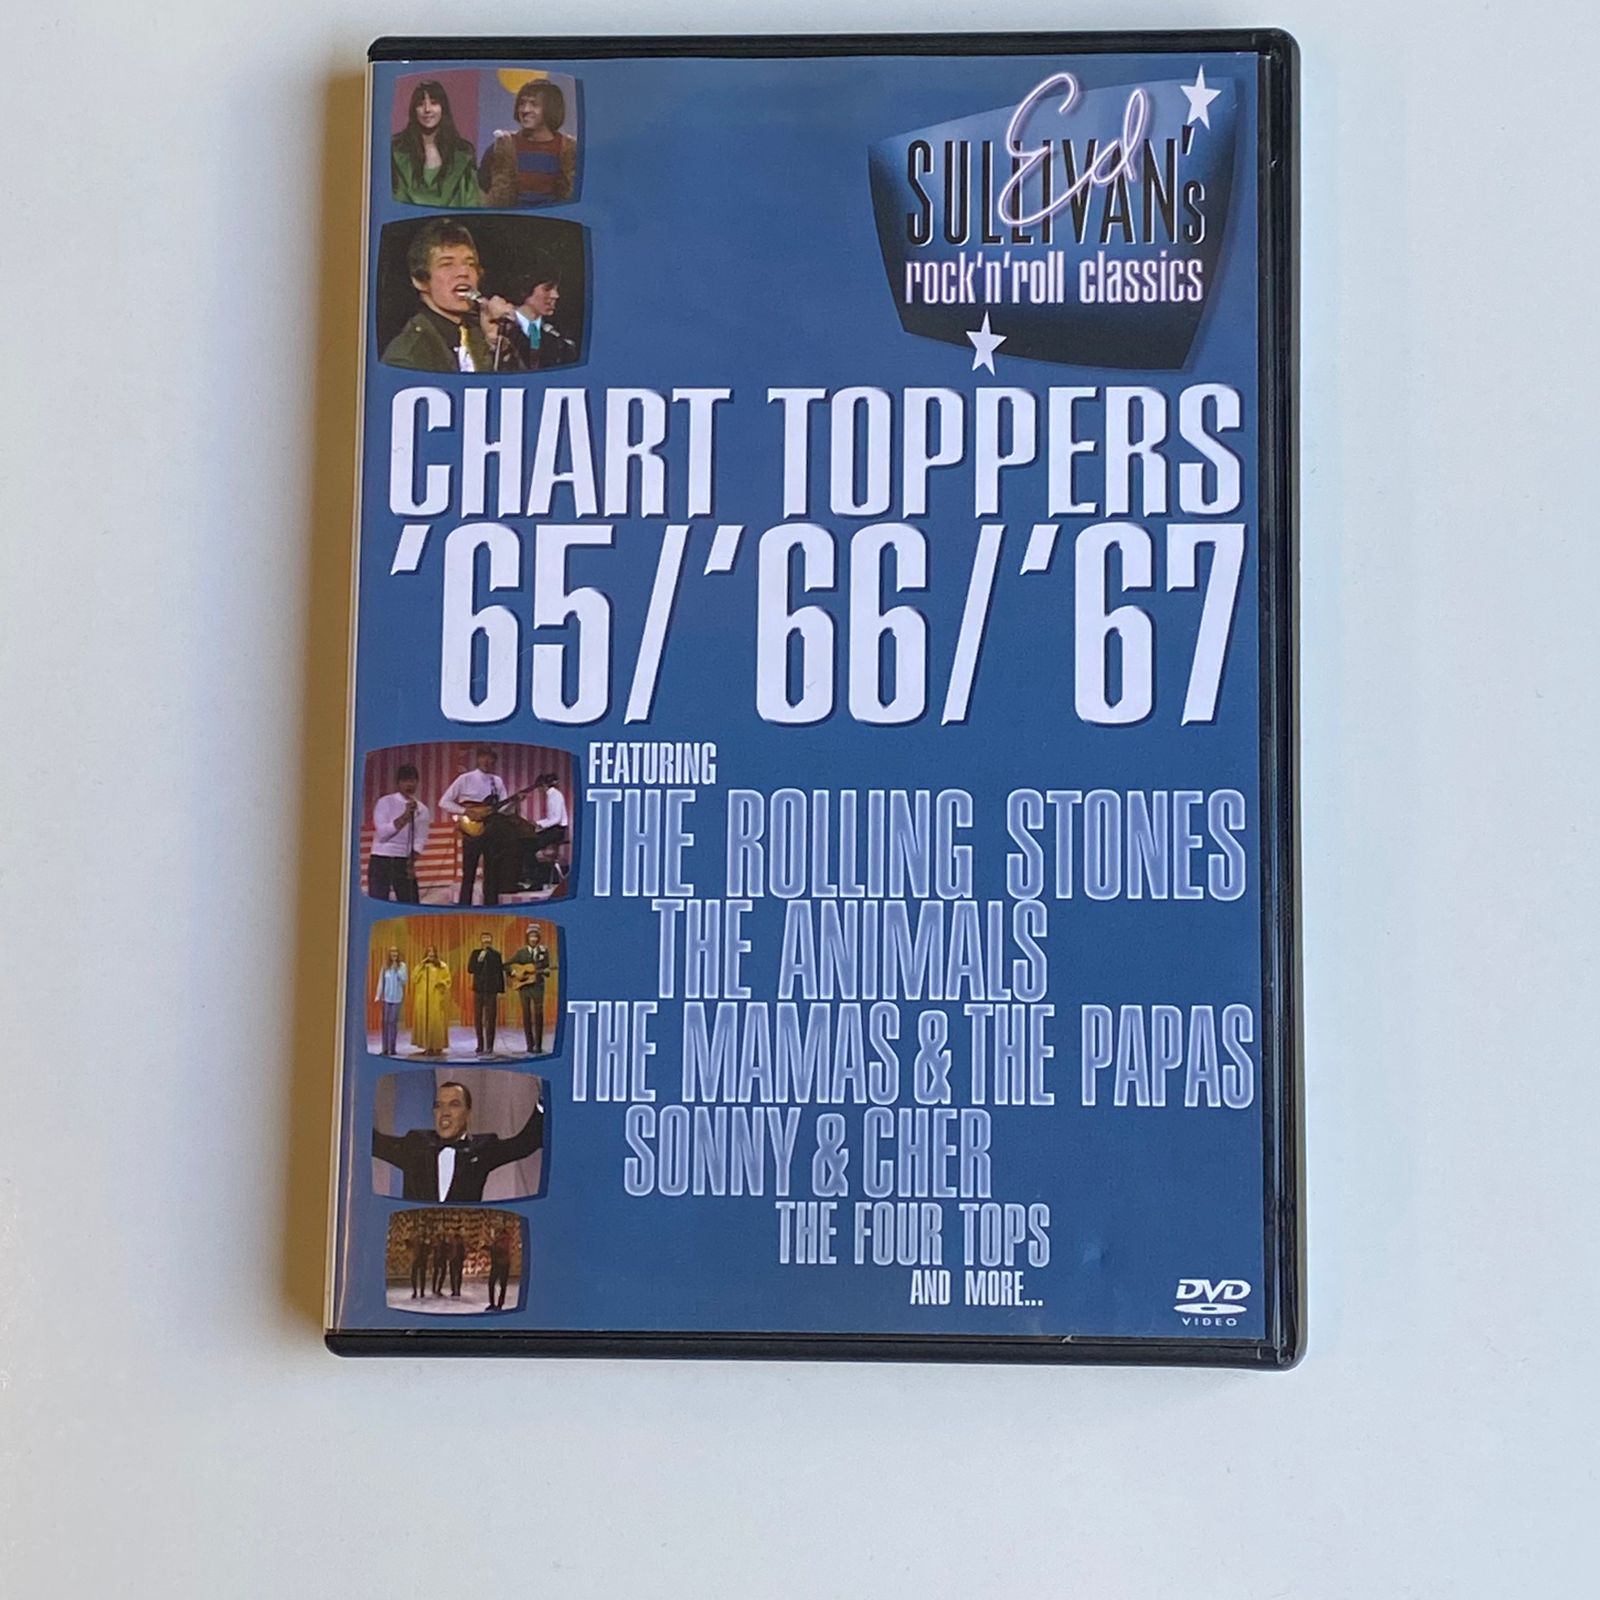 Ed
SULLIVAN's
rock'n'roll classics
CHART TOPPERS
'65/'66/'67
FEATURING
THE ROLLING STONES
THE ANIMALS
THE MAMAS & THE PAPAS
SONNY & CHER
THE FOUR TOPS
AND MORE...
DVD
VIDEO